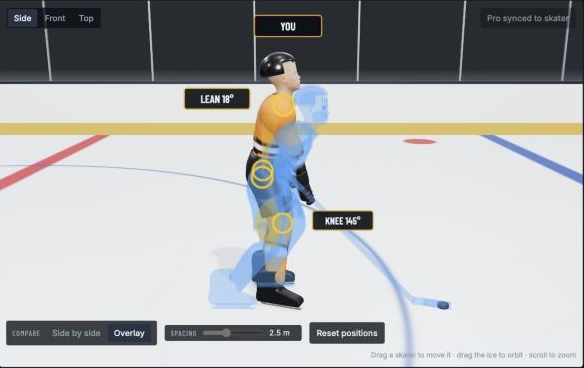 Side Front Top
YOU
Pro synced to skater
LEAN 18°
KNEE 146°
COMPARE Side by side Overlay
SPACING 2.5 m
Reset positions
Drag a skater to move it · drag the ice to orbit · scroll to zoom